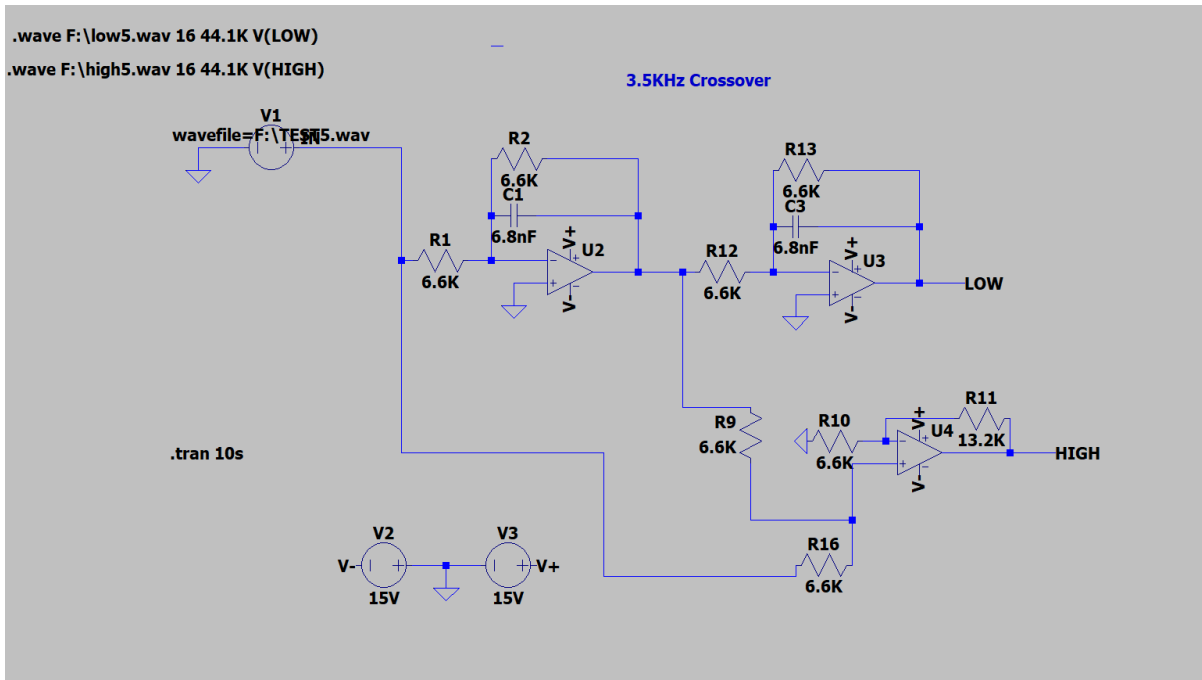 .wave F:\low5.wav 16 44.1K V(LOW)
.wave F:\high5.wav 16 44.1K V(HIGH)
3.5KHz Crossover
V1
wavefile=F:\TEST5.wav
IN
R2
6.6K
C1
6.8nF
R1
6.6K
V+
U2
V-
R13
6.6K
C3
6.8nF
R12
6.6K
V+
U3
V-
LOW
R9
6.6K
R10
6.6K
R11
13.2K
V+
U4
V-
HIGH
.tran 10s
V2
V-
15V
V3
V+
15V
R16
6.6K